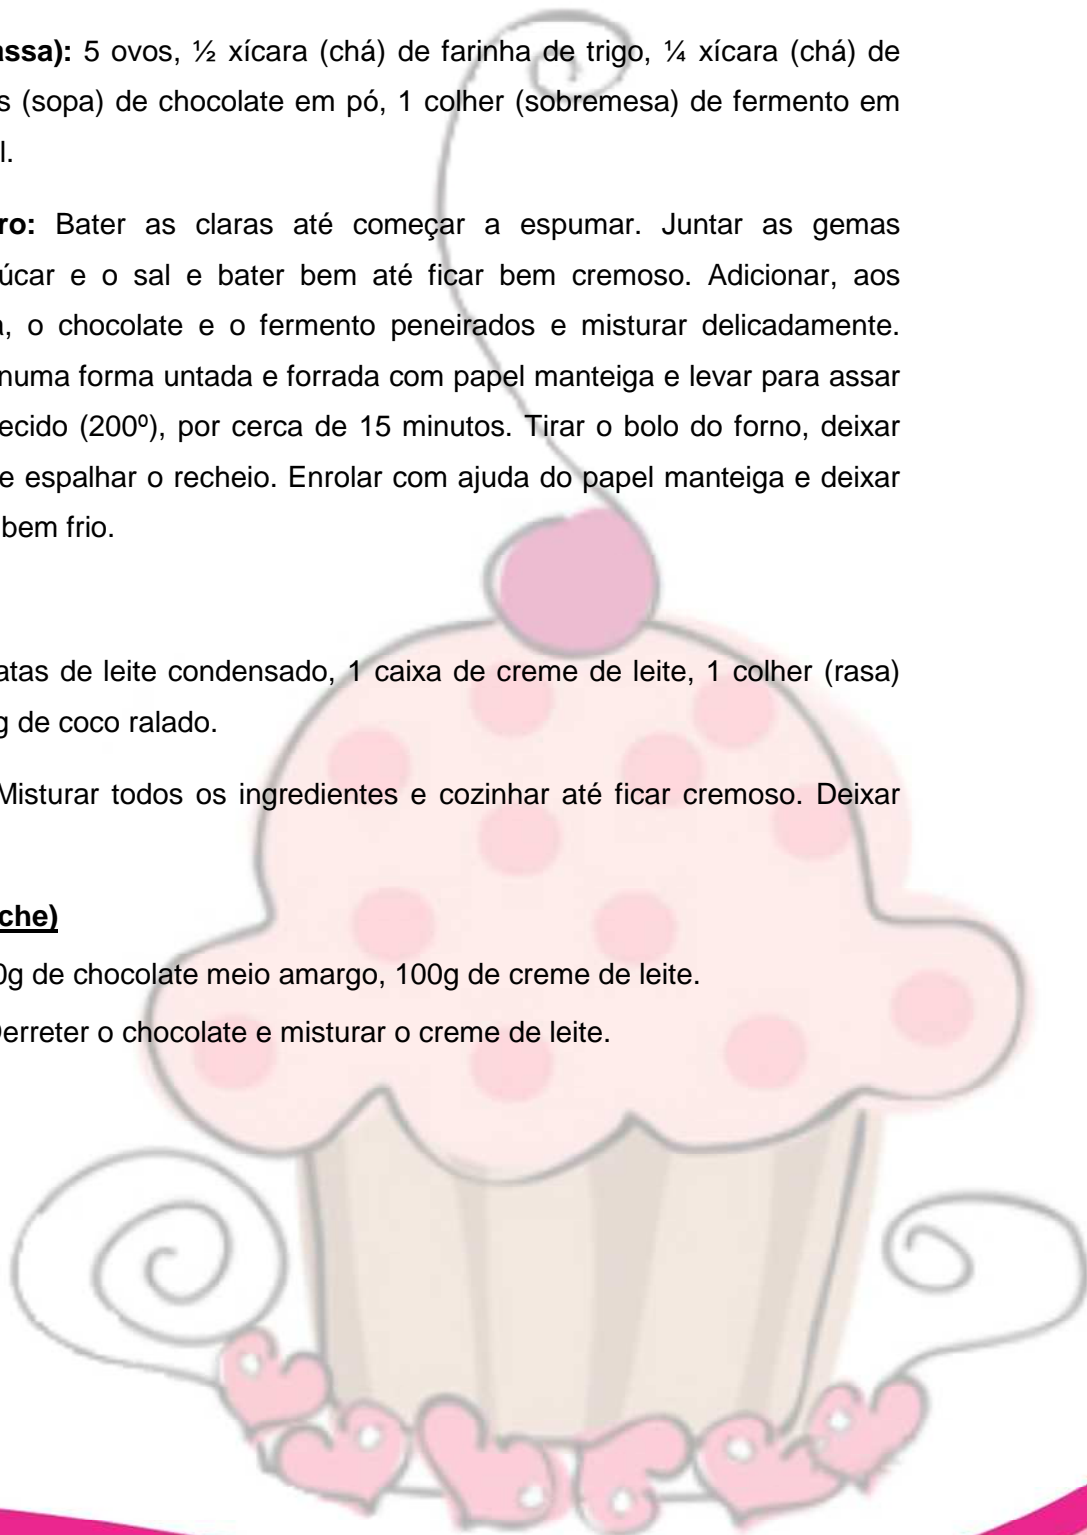 assa): 5 ovos, ½ xícara (chá) de farinha de trigo, ¼ xícara (chá) de
s (sopa) de chocolate em pó, 1 colher (sobremesa) de fermento em
l.
ro: Bater as claras até começar a espumar. Juntar as gemas
úcar e o sal e bater bem até ficar bem cremoso. Adicionar, aos
a, o chocolate e o fermento peneirados e misturar delicadamente.
numa forma untada e forrada com papel manteiga e levar para assar
ecido (200º), por cerca de 15 minutos. Tirar o bolo do forno, deixar
e espalhar o recheio. Enrolar com ajuda do papel manteiga e deixar
bem frio.
atas de leite condensado, 1 caixa de creme de leite, 1 colher (rasa)
g de coco ralado.
Misturar todos os ingredientes e cozinhar até ficar cremoso. Deixar
che)
0g de chocolate meio amargo, 100g de creme de leite.
Derreter o chocolate e misturar o creme de leite.